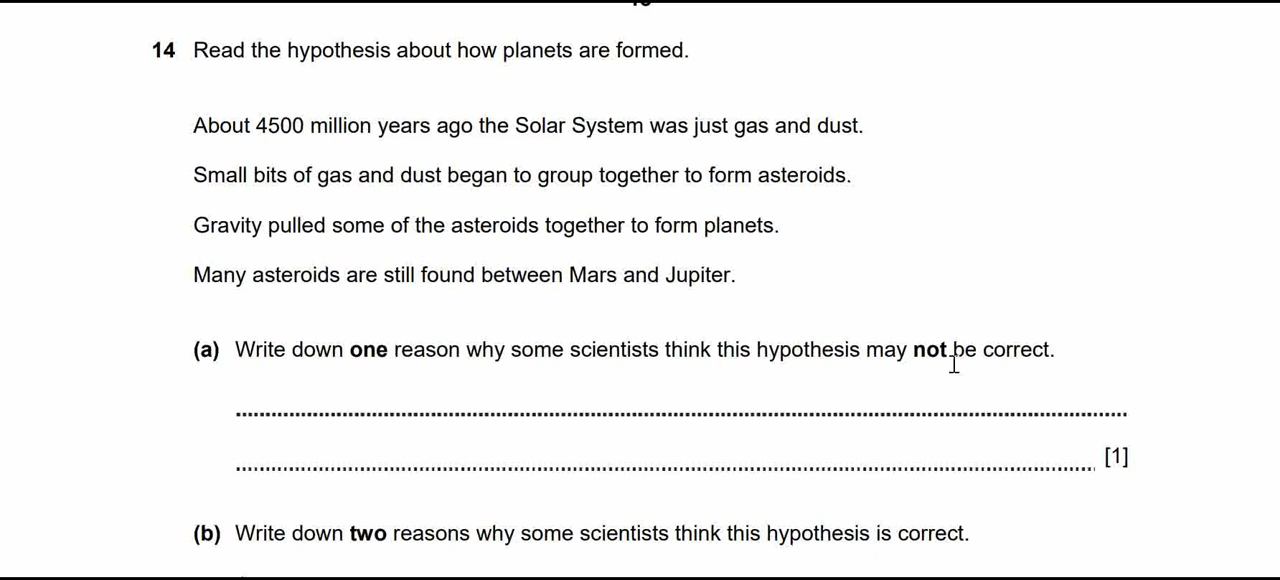 14 Read the hypothesis about how planets are formed.
About 4500 million years ago the Solar System was just gas and dust.
Small bits of gas and dust began to group together to form asteroids.
Gravity pulled some of the asteroids together to form planets.
Many asteroids are still found between Mars and Jupiter.
(a) Write down one reason why some scientists think this hypothesis may not be correct.
[1]
(b) Write down two reasons why some scientists think this hypothesis is correct.